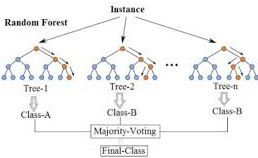 Instance
Random Forest
Tree-1
Tree-2
...
Tree-n
Class-A
Class-B
Class-B
Majority-Voting
Final-Class